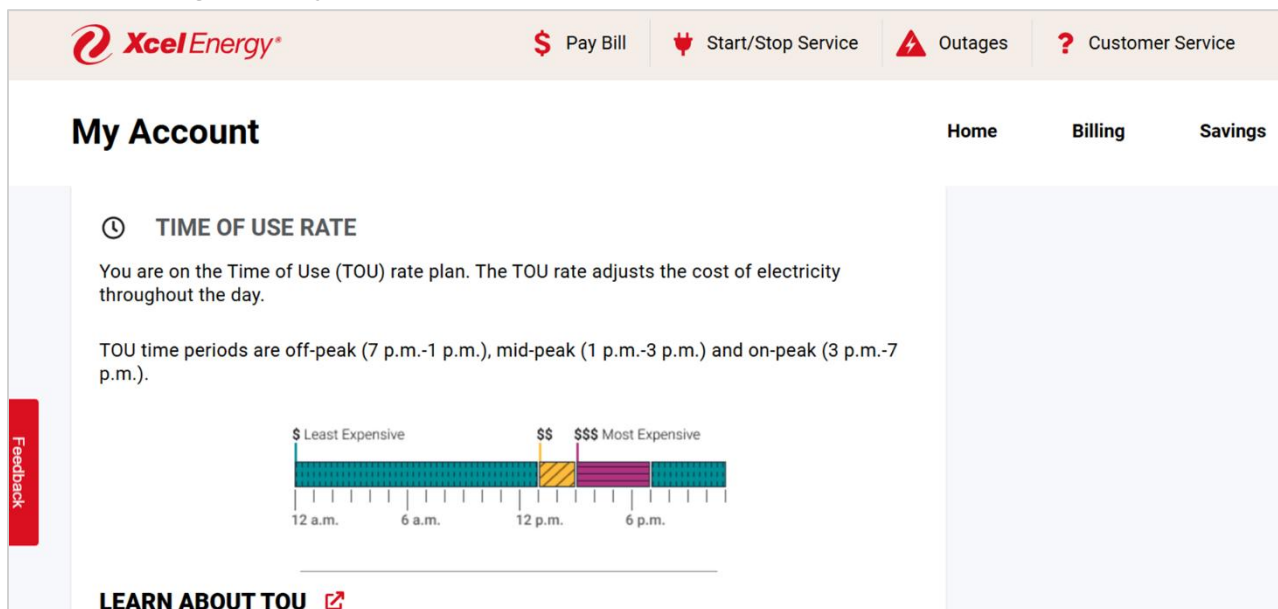 Xcel Energy®
$ Pay Bill
Start/Stop Service
Outages
? Customer Service
My Account
Home
Billing
Savings
TIME OF USE RATE
You are on the Time of Use (TOU) rate plan. The TOU rate adjusts the cost of electricity
throughout the day.
TOU time periods are off-peak (7 p.m.-1 p.m.), mid-peak (1 p.m.-3 p.m.) and on-peak (3 p.m.-7
p.m.).
Feedback
$ Least Expensive
$$
$$$ Most Expensive
12 a.m.
6 a.m.
12 p.m.
6 p.m.
LEARN ABOUT TOU